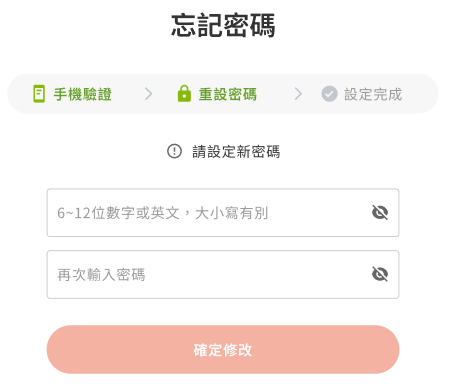 忘記密碼
手機驗證
重設密碼
設定完成
請設定新密碼
6~12位數字或英文，大小寫有別
再次輸入密碼
確定修改